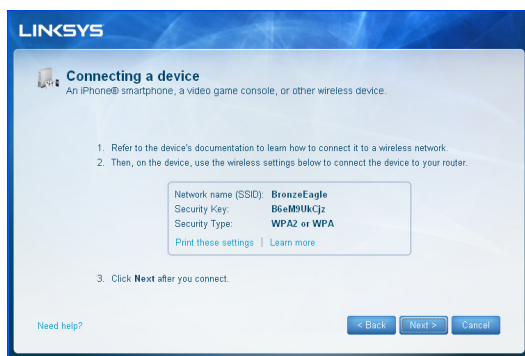 LINKSYS
Connecting a device
An iPhone® smartphone, a video game console, or other wireless device.
1. Refer to the device's documentation to learn how to connect it to a wireless network.
2. Then, on the device, use the wireless settings below to connect the device to your router.
Network name (SSID): BronzeEagle
Security Key: B6eM9UkCjz
Security Type: WPA2 or WPA
Print these settings | Learn more
3. Click Next after you connect.
Need help? < Back Next > Cancel